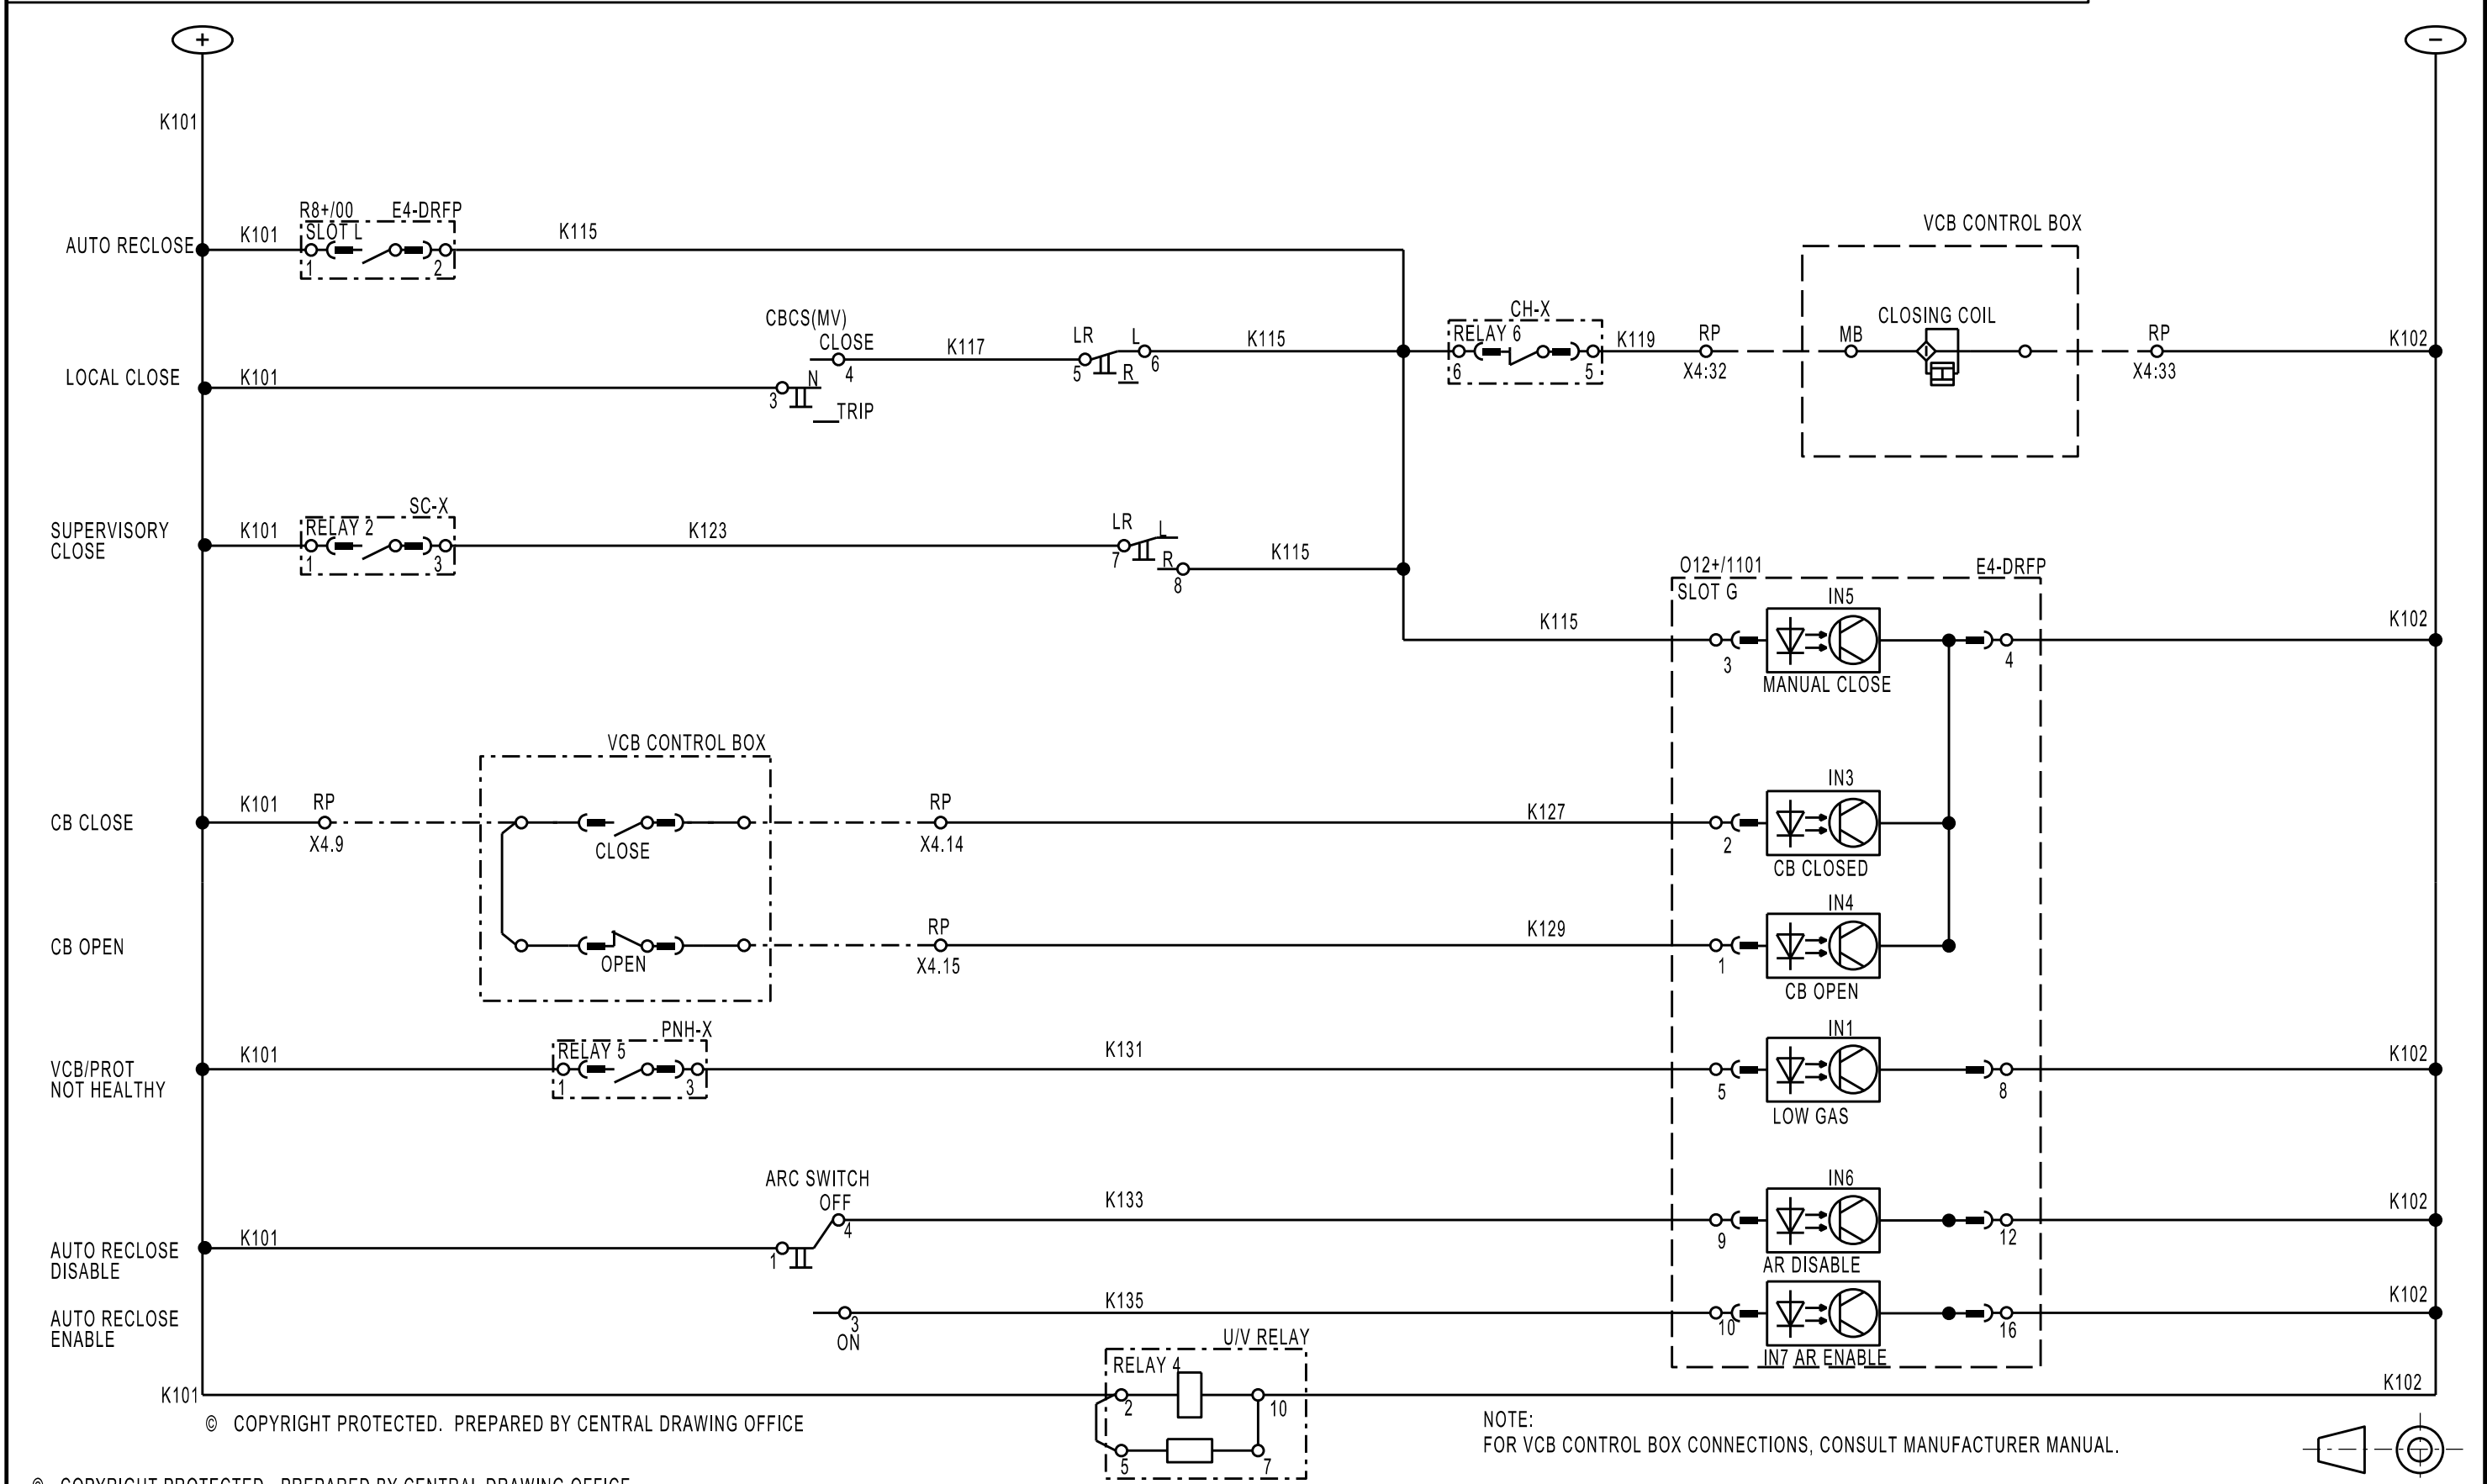 +
−
K101
R8+/00 E4-DRFP
SLOT L
AUTO RECLOSE K101 1 2 K115
VCB CONTROL BOX
CBCS(MV)
CLOSE
LOCAL CLOSE K101 3 N 4 K117
TRIP
LR L
5 R 6 K115
CH-X
RELAY 6
6 5 K119
RP
X4:32
MB CLOSING COIL
RP
X4:33
K102
SC-X
RELAY 2
SUPERVISORY
CLOSE
K101 1 3 K123
LR L
7 R
8 K115
O12+/1101 E4-DRFP
SLOT G
IN5
K115 3 4 K102
MANUAL CLOSE
VCB CONTROL BOX
CB CLOSE K101 RP
X4.9
CLOSE
RP
X4.14
K127 2
IN3
CB CLOSED
CB OPEN
OPEN
RP
X4.15
K129 1
IN4
CB OPEN
PNH-X
RELAY 5
VCB/PROT
NOT HEALTHY
K101 1 3 K131 5
IN1
LOW GAS
8 K102
ARC SWITCH
OFF
AUTO RECLOSE
DISABLE
K101 1 4 K133 9
IN6
AR DISABLE
12 K102
AUTO RECLOSE
ENABLE
3
ON
K135 10
IN7 AR ENABLE
16 K102
U/V RELAY
RELAY 4
K101 2 10 K102
5 7
© COPYRIGHT PROTECTED. PREPARED BY CENTRAL DRAWING OFFICE
NOTE:
FOR VCB CONTROL BOX CONNECTIONS, CONSULT MANUFACTURER MANUAL.
© COPYRIGHT PROTECTED. PREPARED BY CENTRAL DRAWING OFFICE